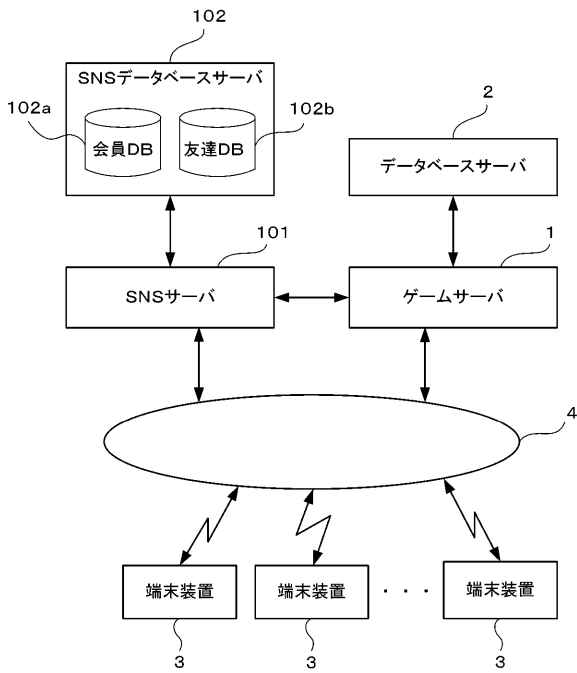 102
SNSデータベースサーバ
102a
会員DB
友達DB
102b
2
データベースサーバ
101
SNSサーバ
1
ゲームサーバ
4
端末装置
端末装置
・・・
端末装置
3
3
3